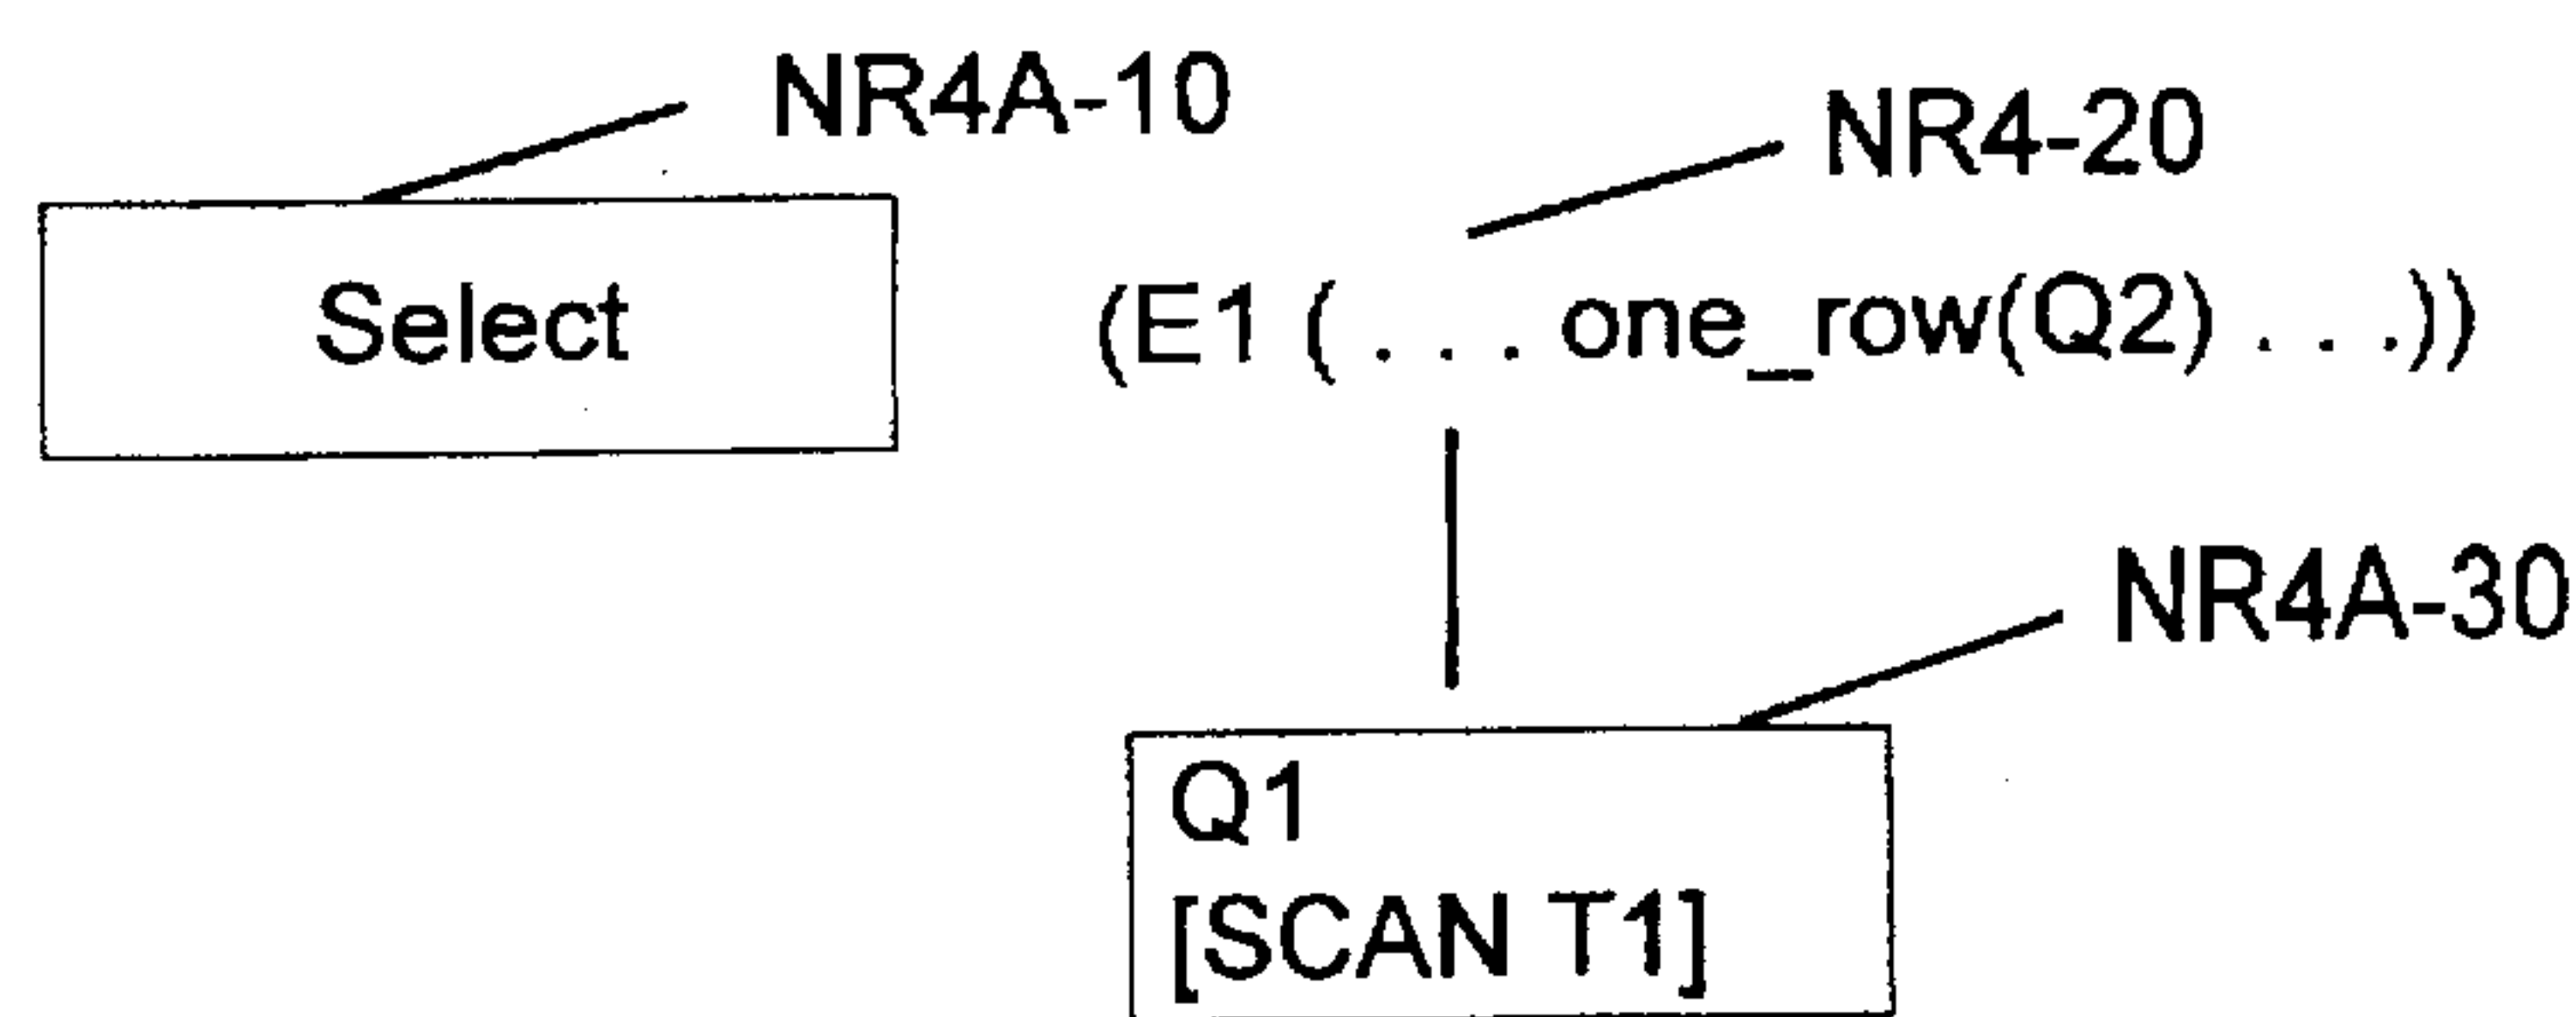 NR4A-10
NR4-20
Select
(E1 ( . . . one_row(Q2) . . .))
NR4A-30
Q1
[SCAN T1]